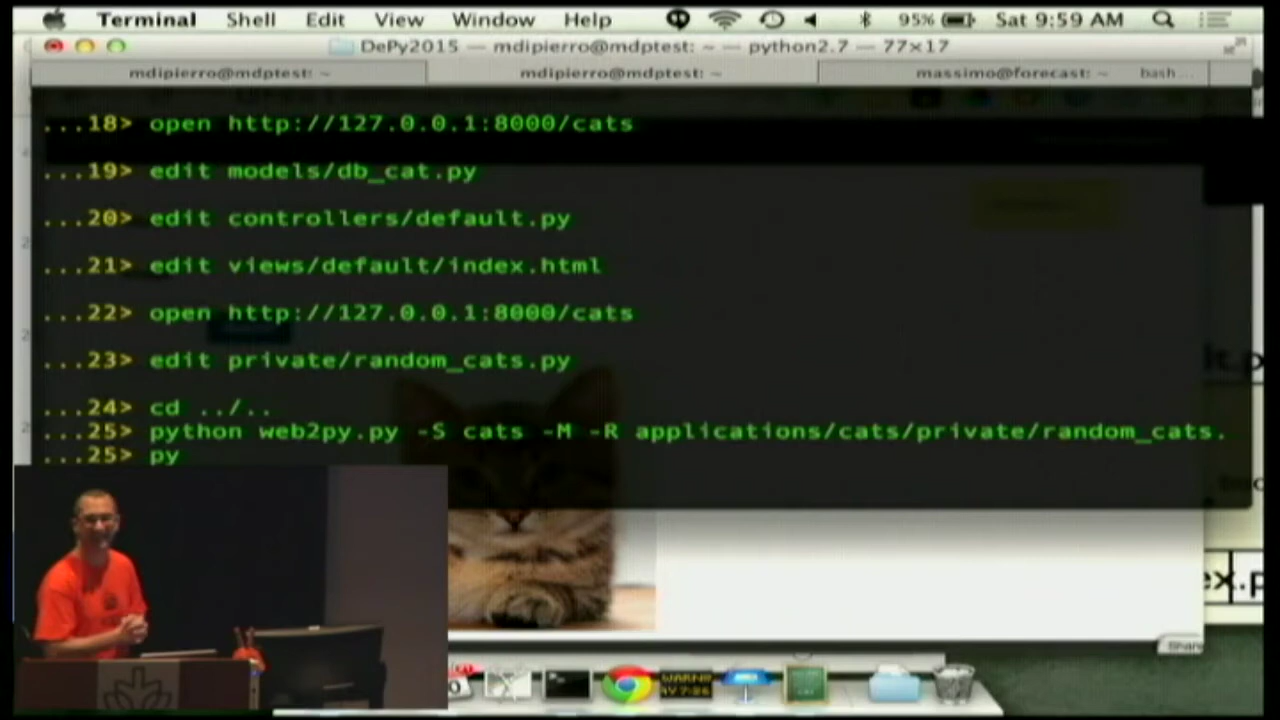 Terminal Shell Edit View Window Help 95% Sat 9:59 AM
DePy2015 — mdipierro@mdptest: ~ — python2.7 — 77×17
mdipierro@mdptest: ~ mdipierro@mdptest: ~ massimo@forecast: ~ bash...
...18> open http://127.0.0.1:8000/cats
...19> edit models/db_cat.py
...20> edit controllers/default.py
...21> edit views/default/index.html
...22> open http://127.0.0.1:8000/cats
...23> edit private/random_cats.py
...24> cd ../..
...25> python web2py.py -S cats -M -R applications/cats/private/random_cats.
...25> py